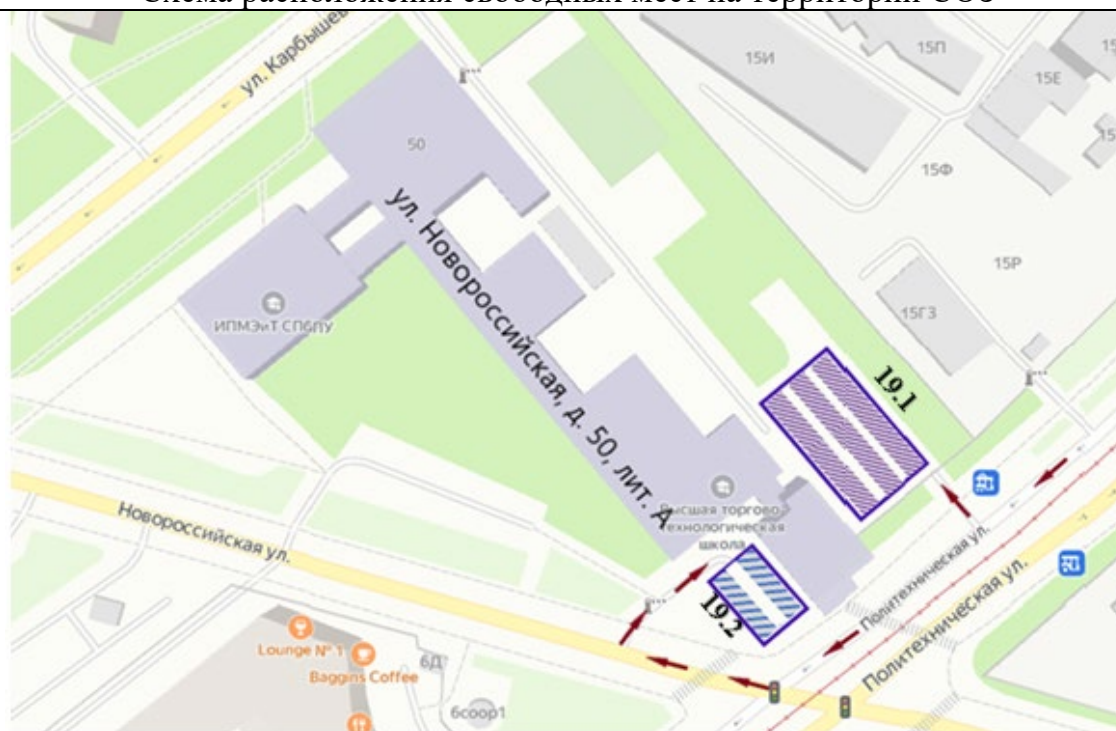 Схема расположения свободных мест на территории ОО3
ул. Карбышева
15И
15П
15Е
15Ф
50
ул. Новороссийская, д. 50, лит. А
15Р
ИПМЭиТ СПбПУ
15Г3
19.1
Высшая торгово-
технологическая
школа
Новороссийская ул.
19.2
Политехническая ул.
Политехническая ул.
Lounge № 1
Baggins Coffee
6Д
6соор1